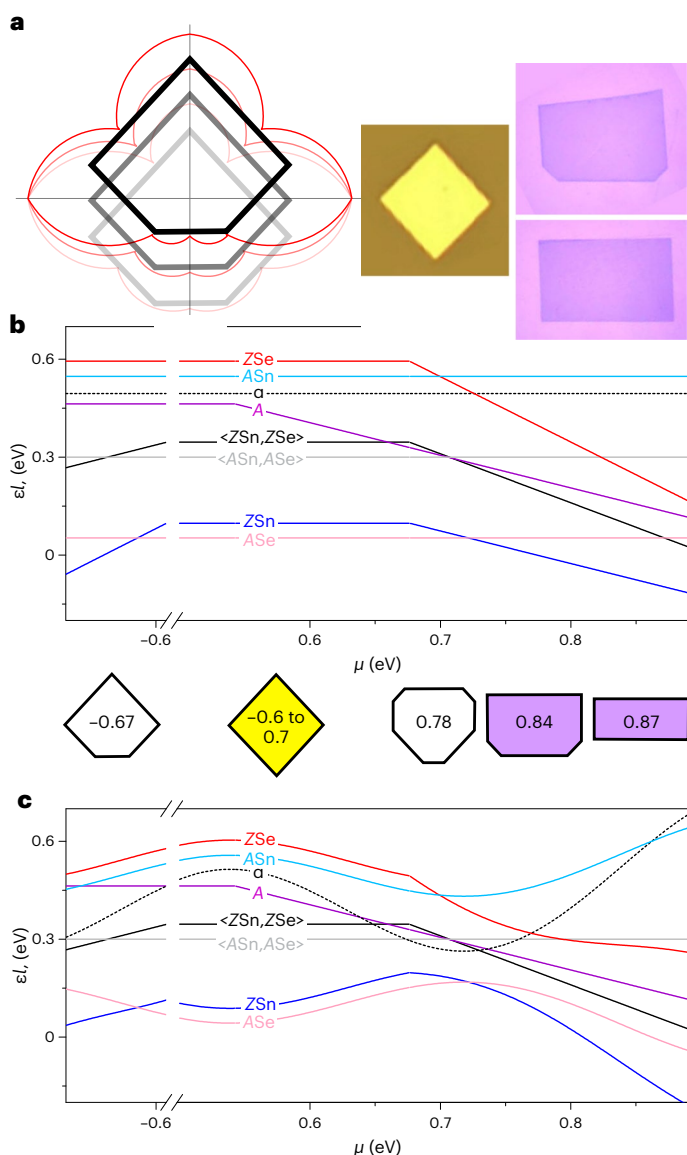 a
b
0.6
0.3
0
εl, (eV)
ZSe
ASn
α
A
<ZSn,ZSe>
<ASn,ASe>
ZSn
ASe
–0.6
0.6
0.7
0.8
μ (eV)
–0.67
–0.6 to
0.7
0.78
0.84
0.87
c
0.6
0.3
0
εl, (eV)
ZSe
ASn
α
A
<ZSn,ZSe>
<ASn,ASe>
ZSn
ASe
–0.6
0.6
0.7
0.8
μ (eV)